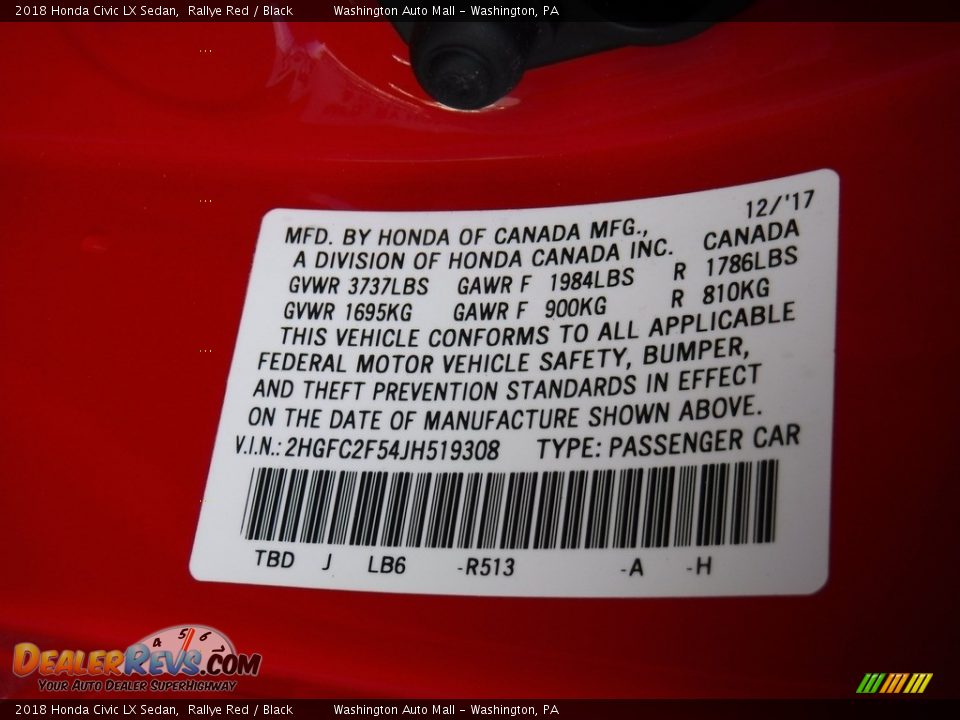 2018 Honda Civic LX Sedan,  Rallye Red / Black          Washington Auto Mall - Washington, PA
12/'17
MFD. BY HONDA OF CANADA MFG.,
A DIVISION OF HONDA CANADA INC.   CANADA
GVWR 3737LBS   GAWR F  1984LBS   R  1786LBS
GVWR 1695KG   GAWR F  900KG   R  810KG
THIS VEHICLE CONFORMS TO ALL APPLICABLE
FEDERAL MOTOR VEHICLE SAFETY, BUMPER,
AND THEFT PREVENTION STANDARDS IN EFFECT
ON THE DATE OF MANUFACTURE SHOWN ABOVE.
V.I.N.: 2HGFC2F54JH519308   TYPE: PASSENGER CAR
TBD   J   LB6   -R513   -A   -H
4 5 6
DEALERREVS.COM
YOUR AUTO DEALER SUPERHIGHWAY
2018 Honda Civic LX Sedan,  Rallye Red / Black          Washington Auto Mall - Washington, PA